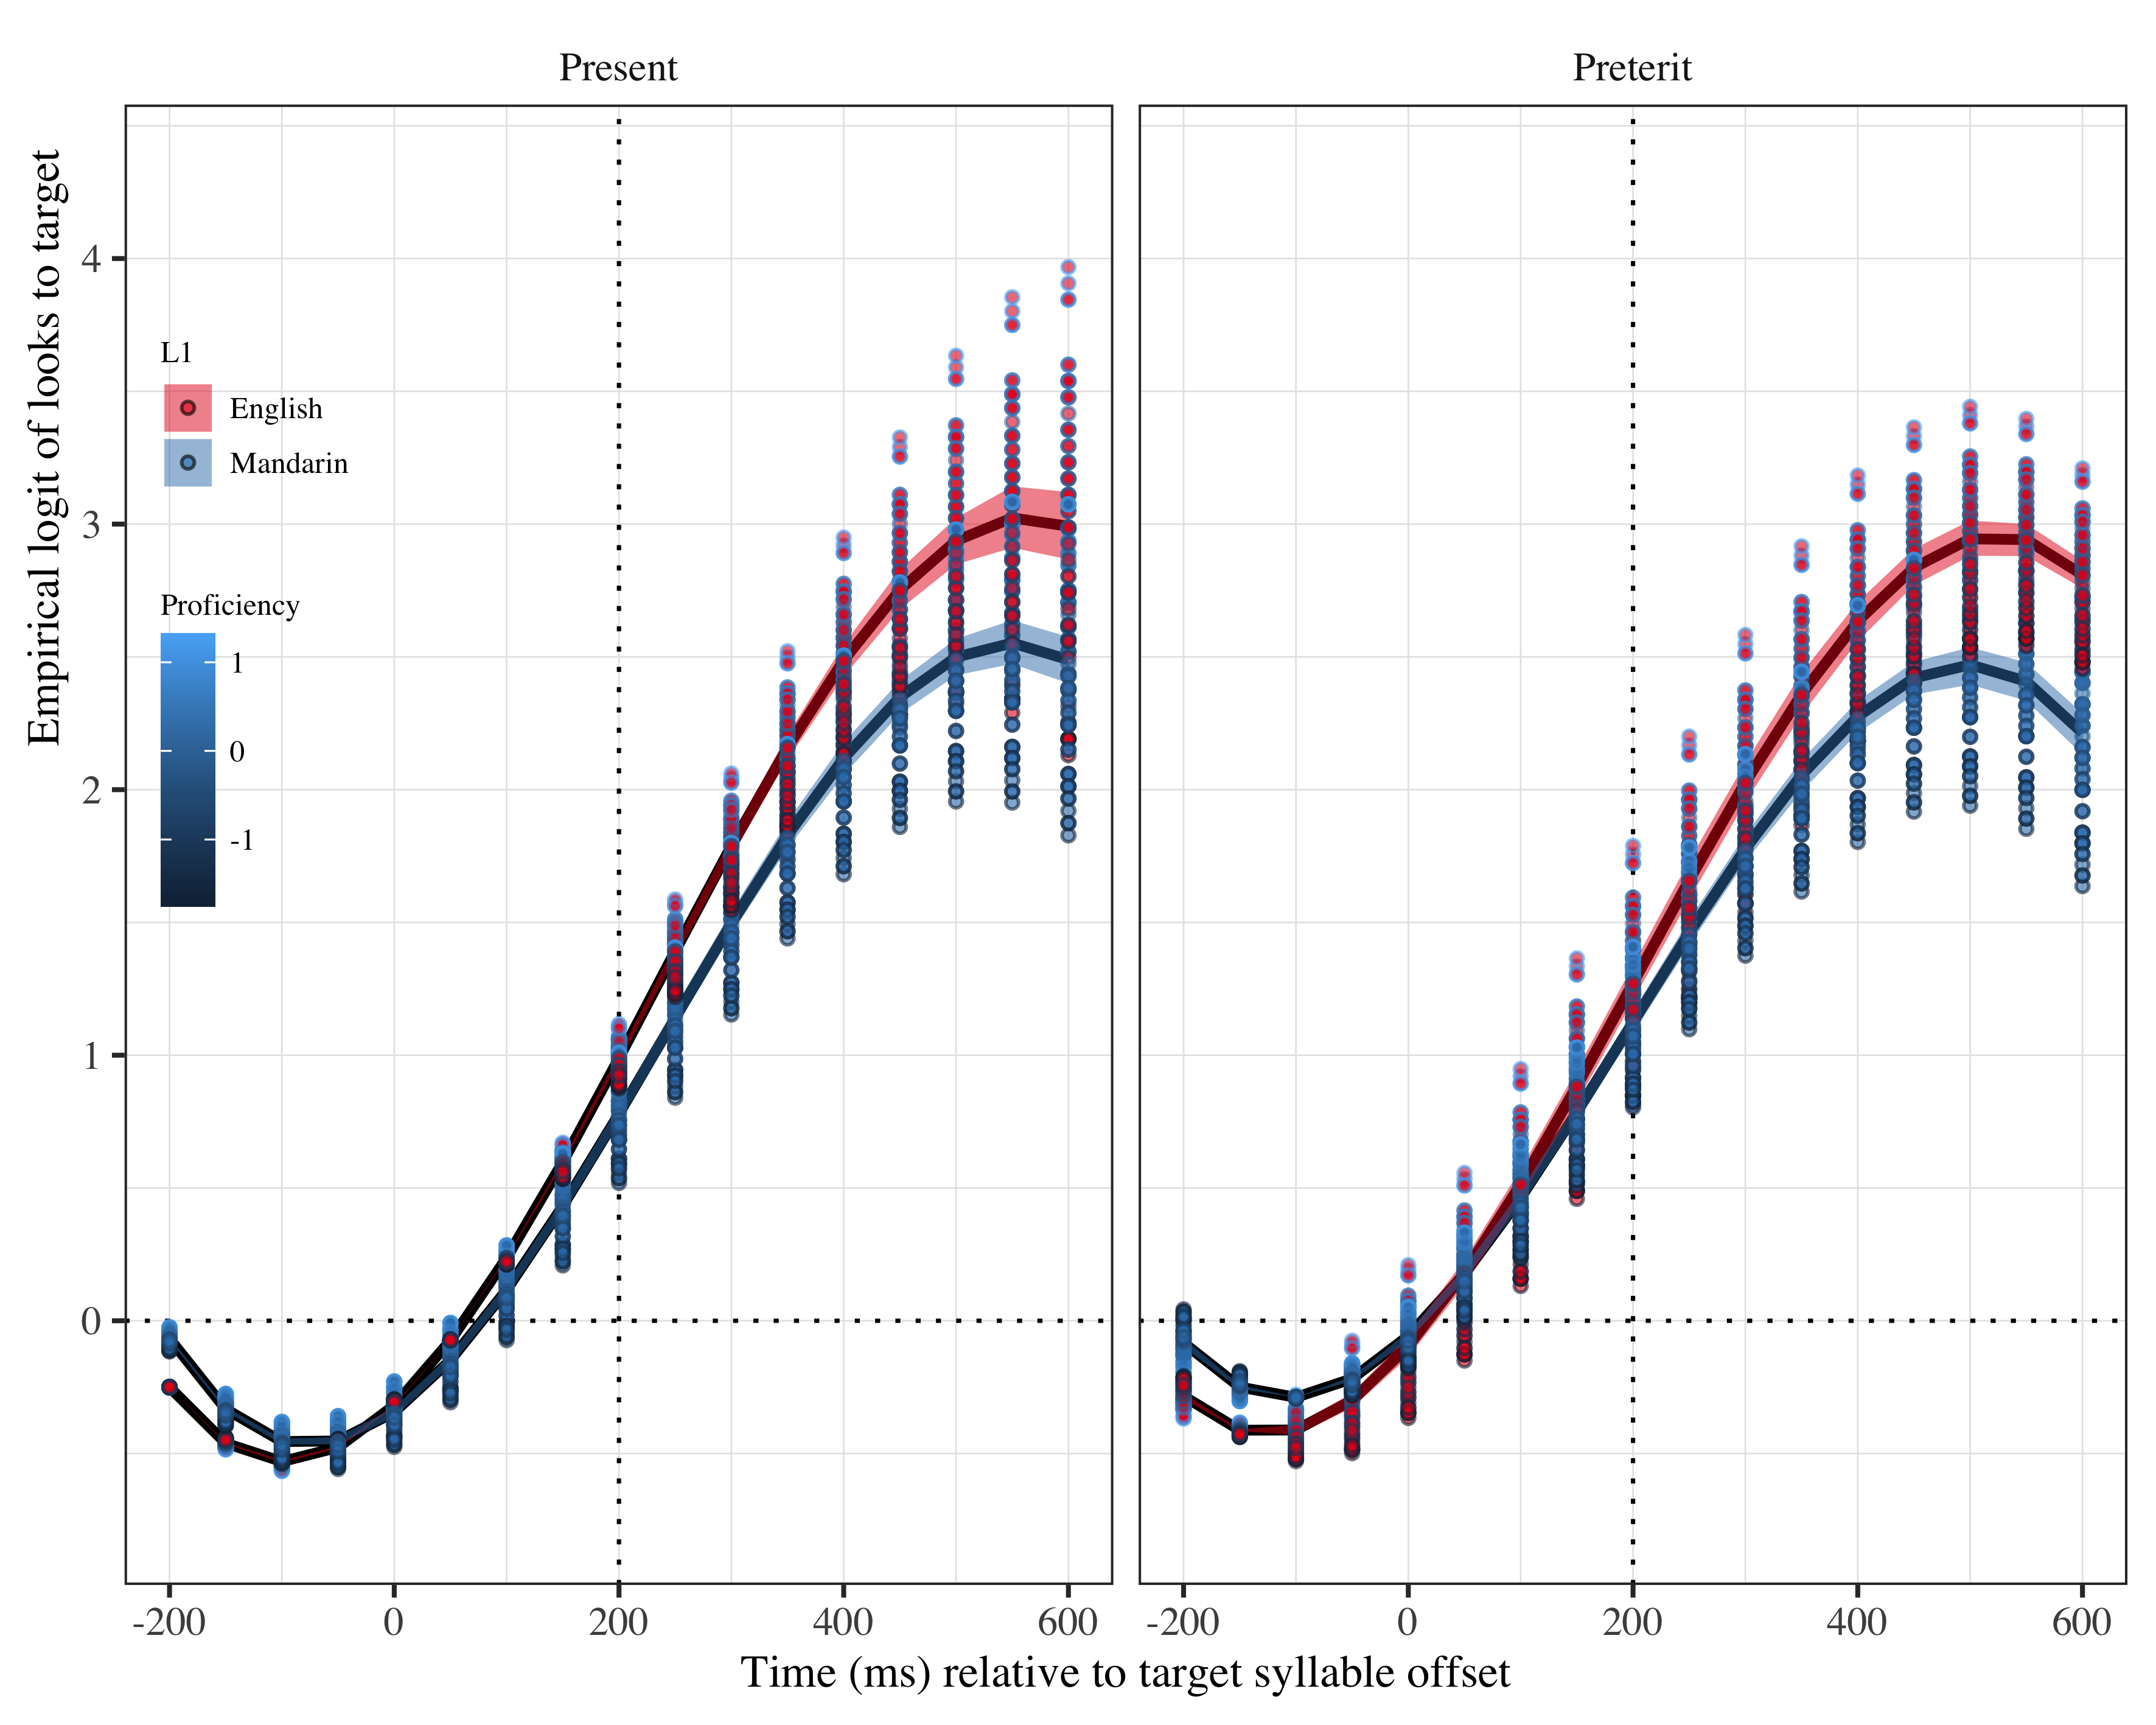 Present Preterit
Empirical logit of looks to target
4
3
2
1
0
L1
English
Mandarin
Proficiency
1
0
-1
-200 0 200 400 600 -200 0 200 400 600
Time (ms) relative to target syllable offset